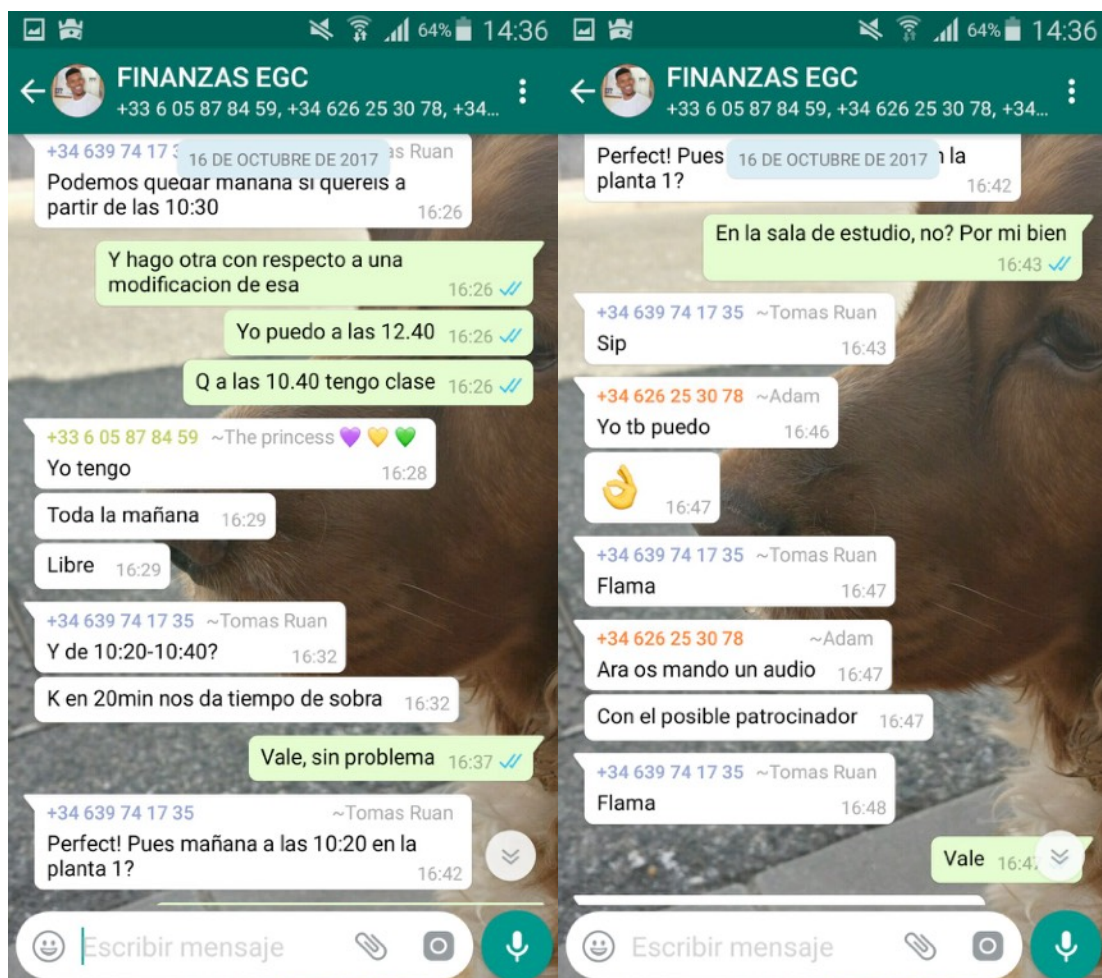 64% 14:36
FINANZAS EGC
+33 6 05 87 84 59, +34 626 25 30 78, +34...
16 DE OCTUBRE DE 2017
+34 639 74 17 3 as Ruan
Podemos quedar mañana si quereis a
partir de las 10:30
16:26
Y hago otra con respecto a una
modificacion de esa 16:26
Yo puedo a las 12.40 16:26
Q a las 10.40 tengo clase 16:26
+33 6 05 87 84 59 ~The princess 💜 💛 💚
Yo tengo 16:28
Toda la mañana 16:29
Libre 16:29
+34 639 74 17 35 ~Tomas Ruan
Y de 10:20-10:40? 16:32
K en 20min nos da tiempo de sobra 16:32
Vale, sin problema 16:37
+34 639 74 17 35 ~Tomas Ruan
Perfect! Pues mañana a las 10:20 en la
planta 1? 16:42
Escribir mensaje
64% 14:36
FINANZAS EGC
+33 6 05 87 84 59, +34 626 25 30 78, +34...
16 DE OCTUBRE DE 2017
Perfect! Pues n la
planta 1? 16:42
En la sala de estudio, no? Por mi bien
16:43
+34 639 74 17 35 ~Tomas Ruan
Sip 16:43
+34 626 25 30 78 ~Adam
Yo tb puedo 16:46
👌 16:47
+34 639 74 17 35 ~Tomas Ruan
Flama 16:47
+34 626 25 30 78 ~Adam
Ara os mando un audio 16:47
Con el posible patrocinador 16:47
+34 639 74 17 35 ~Tomas Ruan
Flama 16:48
Vale 16:47
Escribir mensaje